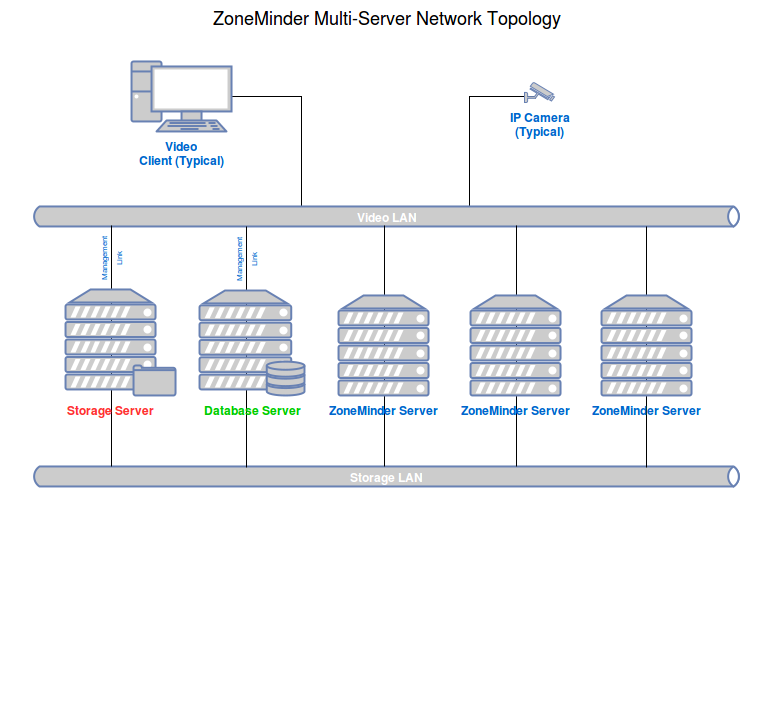 ZoneMinder Multi-Server Network Topology
Video
Client (Typical)
IP Camera
(Typical)
Video LAN
Management
Link
Management
Link
Storage Server
Database Server
ZoneMinder Server
ZoneMinder Server
ZoneMinder Server
Storage LAN